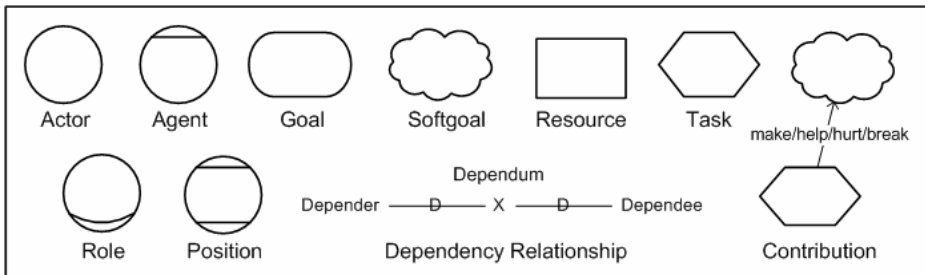 Actor Agent Goal Softgoal Resource Task
make/help/hurt/break
Dependum
Depender D X D Dependee
Role Position Dependency Relationship Contribution